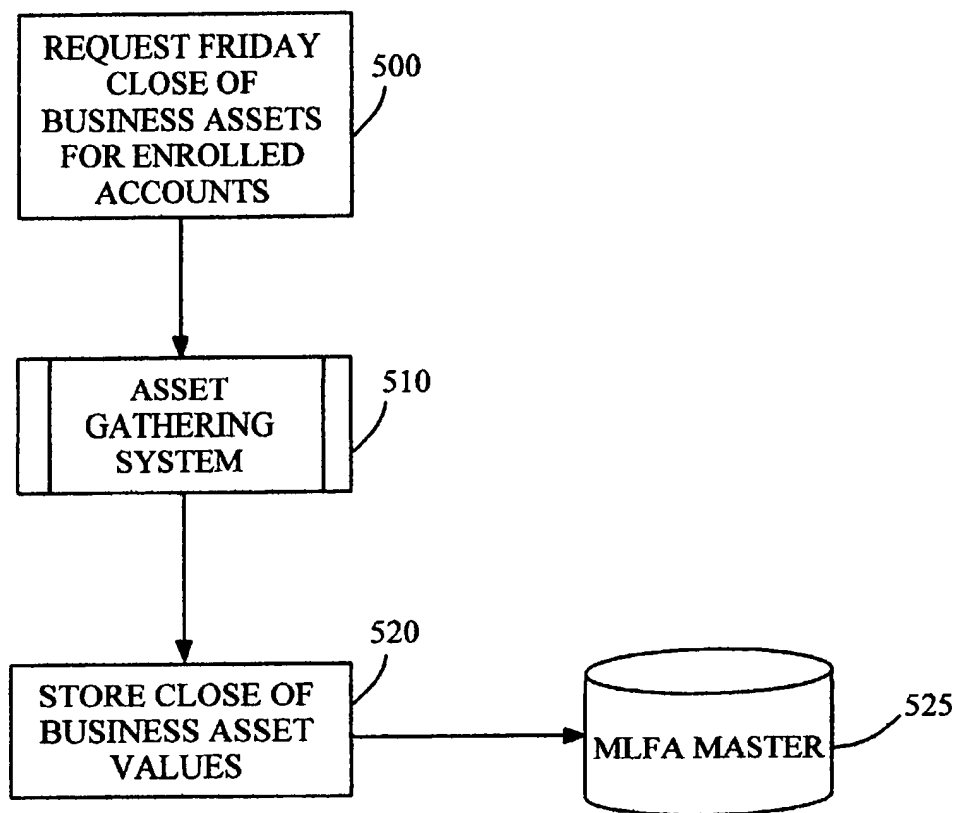 REQUEST FRIDAY
CLOSE OF
BUSINESS ASSETS
FOR ENROLLED
ACCOUNTS
500
ASSET
GATHERING
SYSTEM
510
STORE CLOSE OF
BUSINESS ASSET
VALUES
520
MLFA MASTER
525